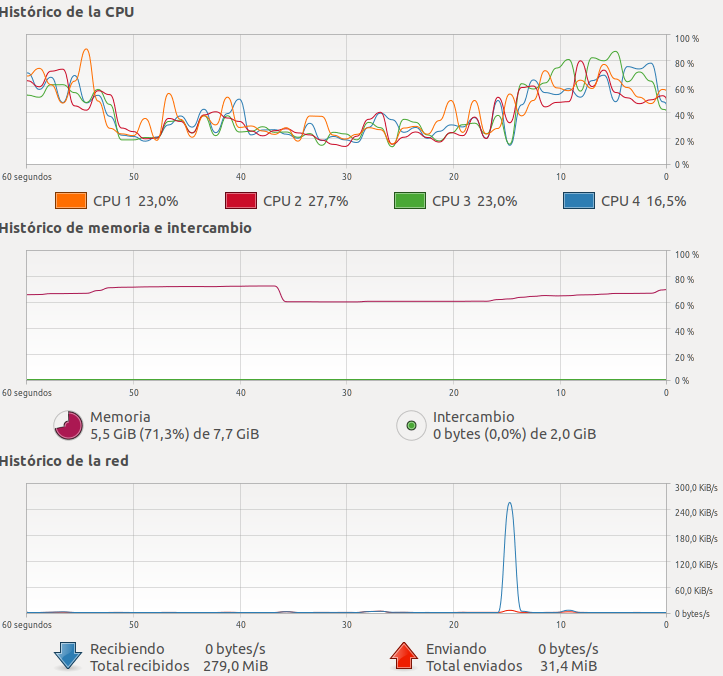 Histórico de la CPU
100 %
80 %
60 %
40 %
20 %
0 %
60 segundos 50 40 30 20 10 0
CPU 1 23,0% CPU 2 27,7% CPU 3 23,0% CPU 4 16,5%
Histórico de memoria e intercambio
100 %
80 %
60 %
40 %
20 %
0 %
60 segundos 50 40 30 20 10 0
Memoria Intercambio
5,5 GiB (71,3%) de 7,7 GiB 0 bytes (0,0%) de 2,0 GiB
Histórico de la red
300,0 KiB/s
240,0 KiB/s
180,0 KiB/s
120,0 KiB/s
60,0 KiB/s
0 bytes/s
60 segundos 50 40 30 20 10 0
Recibiendo 0 bytes/s Enviando 0 bytes/s
Total recibidos 279,0 MiB Total enviados 31,4 MiB